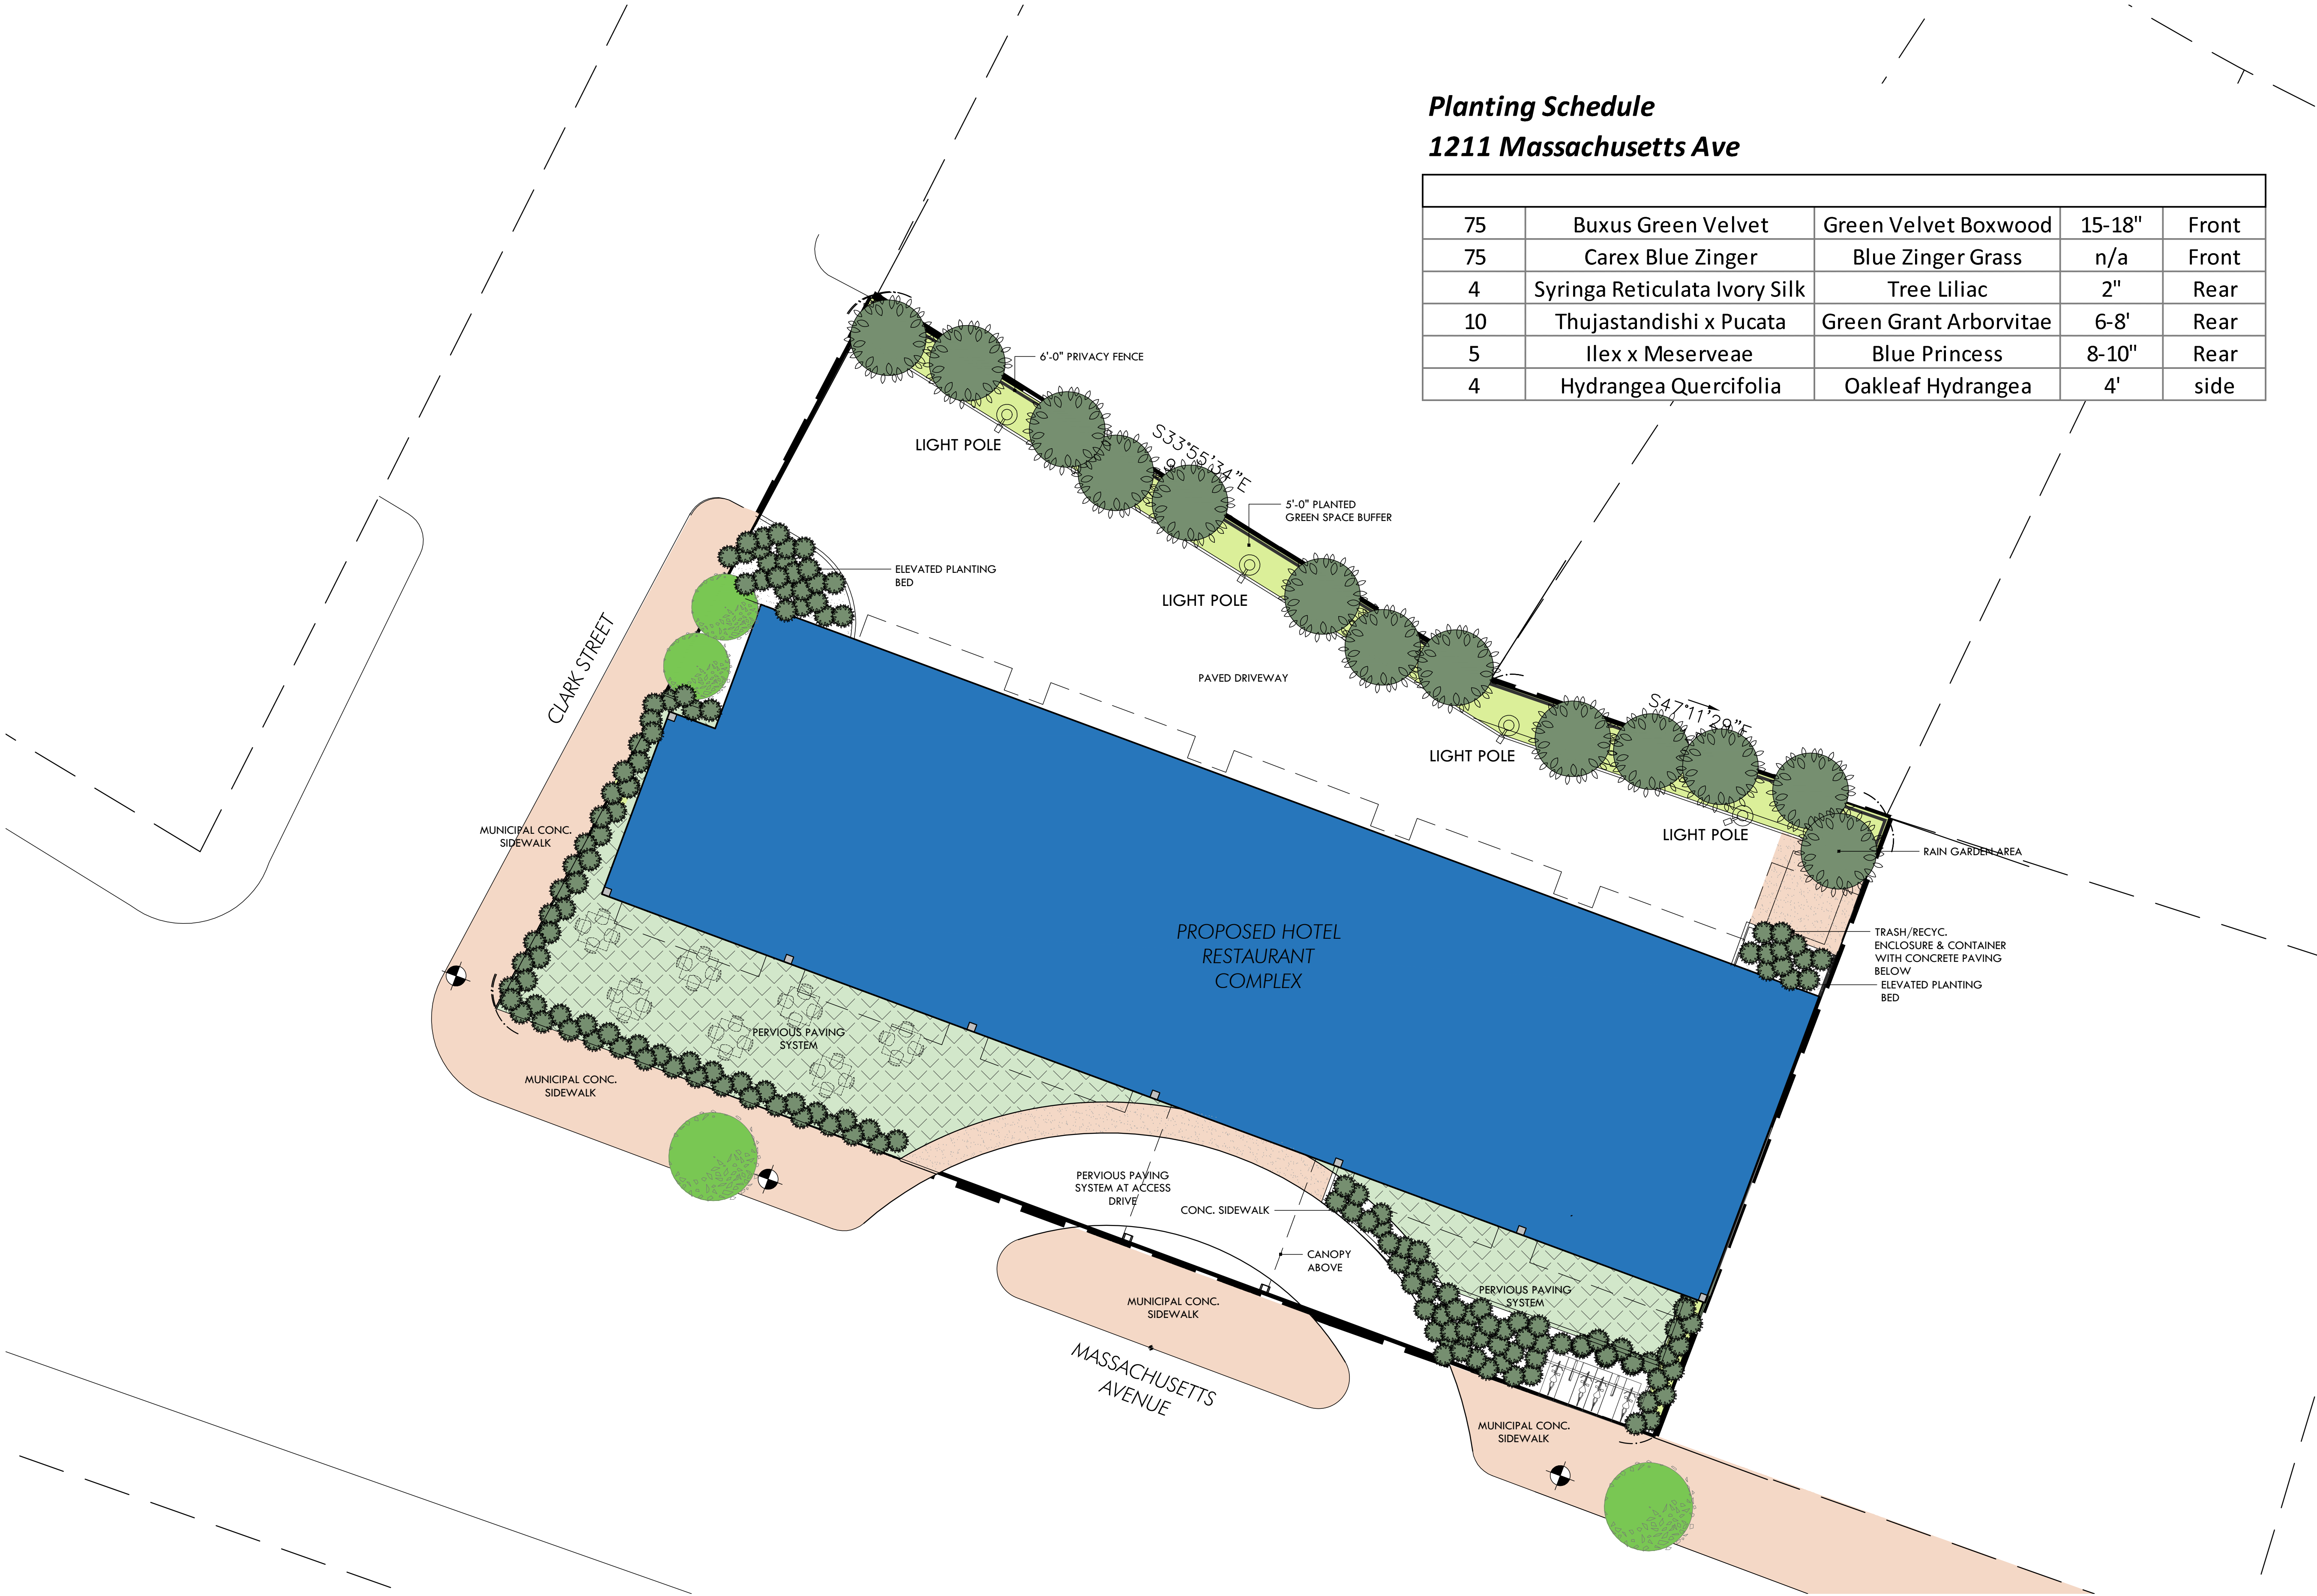 Planting Schedule
1211 Massachusetts Ave
75 Buxus Green Velvet Green Velvet Boxwood 15-18" Front
75 Carex Blue Zinger Blue Zinger Grass n/a Front
4 Syringa Reticulata Ivory Silk Tree Liliac 2" Rear
10 Thujastandishi x Pucata Green Grant Arborvitae 6-8' Rear
5 Ilex x Meserveae Blue Princess 8-10" Rear
4 Hydrangea Quercifolia Oakleaf Hydrangea 4' side
6'-0" PRIVACY FENCE
LIGHT POLE
S33°55'34"E
5'-0" PLANTED
GREEN SPACE BUFFER
ELEVATED PLANTING
BED
LIGHT POLE
CLARK STREET
PAVED DRIVEWAY
S47°11'29"E
LIGHT POLE
LIGHT POLE
MUNICIPAL CONC.
SIDEWALK
RAIN GARDEN AREA
PROPOSED HOTEL
RESTAURANT
COMPLEX
TRASH/RECYC.
ENCLOSURE & CONTAINER
WITH CONCRETE PAVING
BELOW
ELEVATED PLANTING
BED
PERVIOUS PAVING
SYSTEM
MUNICIPAL CONC.
SIDEWALK
PERVIOUS PAVING
SYSTEM AT ACCESS
DRIVE
CONC. SIDEWALK
CANOPY
ABOVE
PERVIOUS PAVING
SYSTEM
MUNICIPAL CONC.
SIDEWALK
MASSACHUSETTS
AVENUE
MUNICIPAL CONC.
SIDEWALK